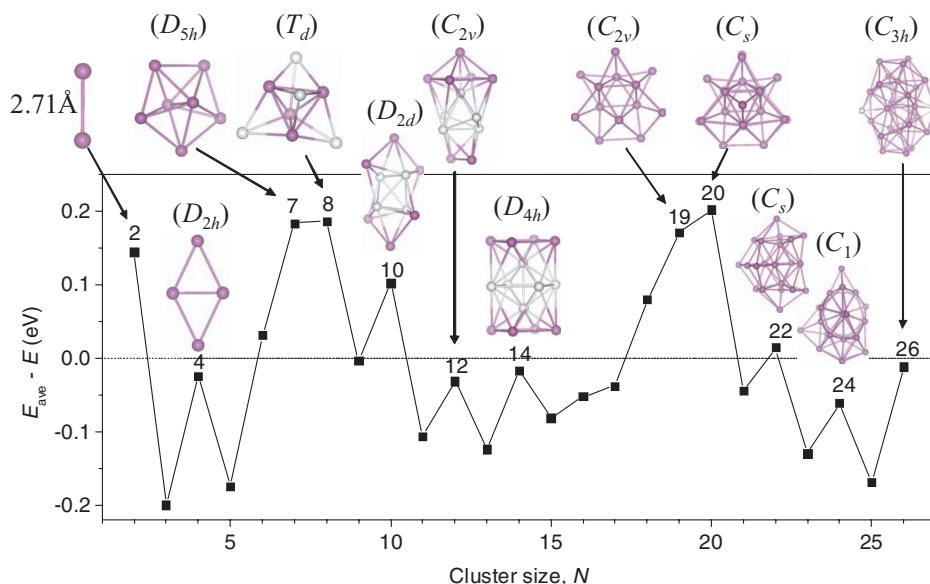 (D5h)
(Td)
(C2v)
(C2v)
(Cs)
(C3h)
2.71Å
(D2d)
(D2h)
(D4h)
(Cs)
(C1)
2
4
7
8
10
12
14
19
20
22
24
26
0.2
0.1
0.0
-0.1
-0.2
Eave - E (eV)
5
10
15
20
25
Cluster size, N